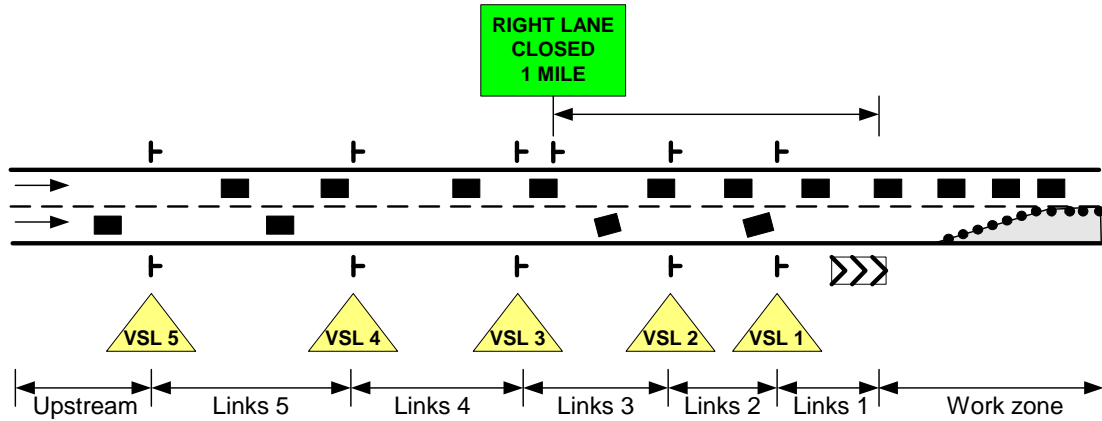 RIGHT LANE
CLOSED
1 MILE
VSL 5
VSL 4
VSL 3
VSL 2
VSL 1
Upstream
Links 5
Links 4
Links 3
Links 2
Links 1
Work zone